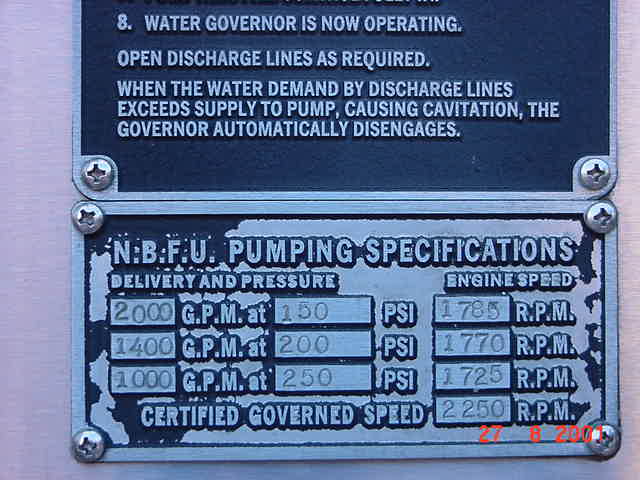 8. WATER GOVERNOR IS NOW OPERATING.
OPEN DISCHARGE LINES AS REQUIRED.
WHEN THE WATER DEMAND BY DISCHARGE LINES
EXCEEDS SUPPLY TO PUMP, CAUSING CAVITATION, THE
GOVERNOR AUTOMATICALLY DISENGAGES.
N.B.F.U. PUMPING SPECIFICATIONS
DELIVERY AND PRESSURE ENGINE SPEED
2000 G.P.M. at 150 PSI 1785 R.P.M.
1400 G.P.M. at 200 PSI 1770 R.P.M.
1000 G.P.M. at 250 PSI 1725 R.P.M.
CERTIFIED GOVERNED SPEED 2250 R.P.M.
27 8 2001